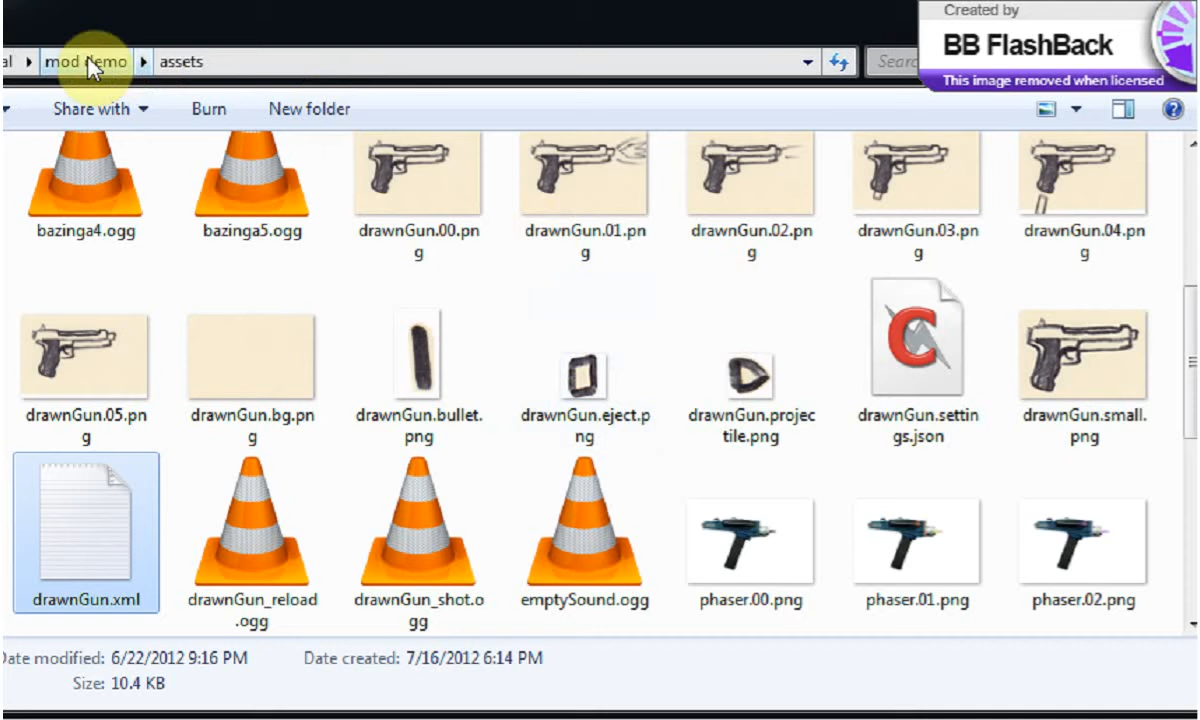 Created by
BB FlashBack
This image removed when licensed
al mod demo assets
Share with Burn New folder
bazinga4.ogg
bazinga5.ogg
drawnGun.00.pn
g
drawnGun.01.pn
g
drawnGun.02.pn
g
drawnGun.03.pn
g
drawnGun.04.pn
g
drawnGun.05.pn
g
drawnGun.bg.pn
g
drawnGun.bullet.
png
drawnGun.eject.p
ng
drawnGun.projec
tile.png
drawnGun.settin
gs.json
drawnGun.small.
png
drawnGun.xml
drawnGun_reload
.ogg
drawnGun_shot.o
gg
emptySound.ogg
phaser.00.png
phaser.01.png
phaser.02.png
Date modified: 6/22/2012 9:16 PM Date created: 7/16/2012 6:14 PM
Size: 10.4 KB